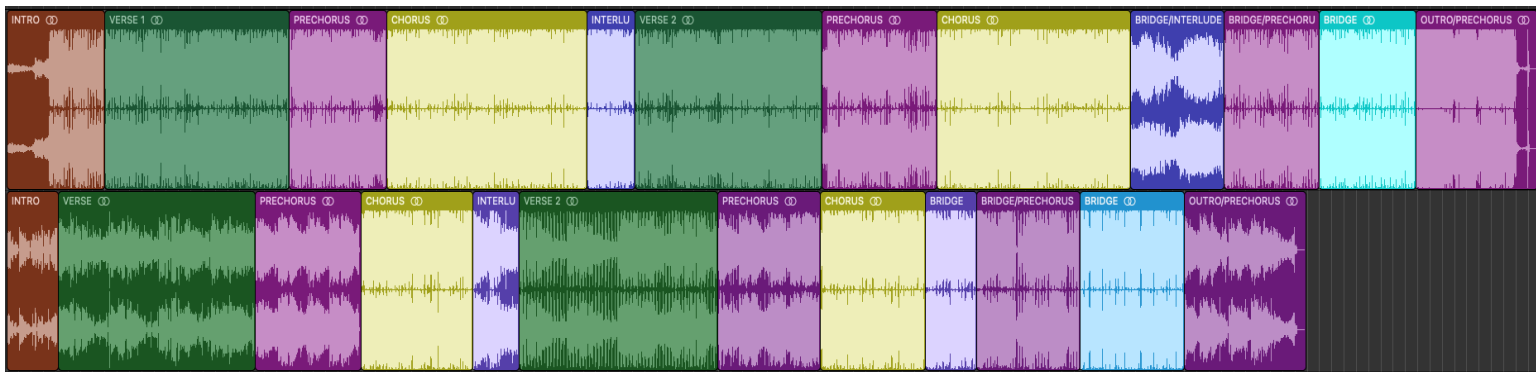 INTRO VERSE 1 PRECHORUS CHORUS INTERLU VERSE 2 PRECHORUS CHORUS BRIDGE/INTERLUDE BRIDGE/PRECHORU BRIDGE OUTRO/PRECHORUS
INTRO VERSE PRECHORUS CHORUS INTERLU VERSE 2 PRECHORUS CHORUS BRIDGE BRIDGE/PRECHORUS BRIDGE OUTRO/PRECHORUS